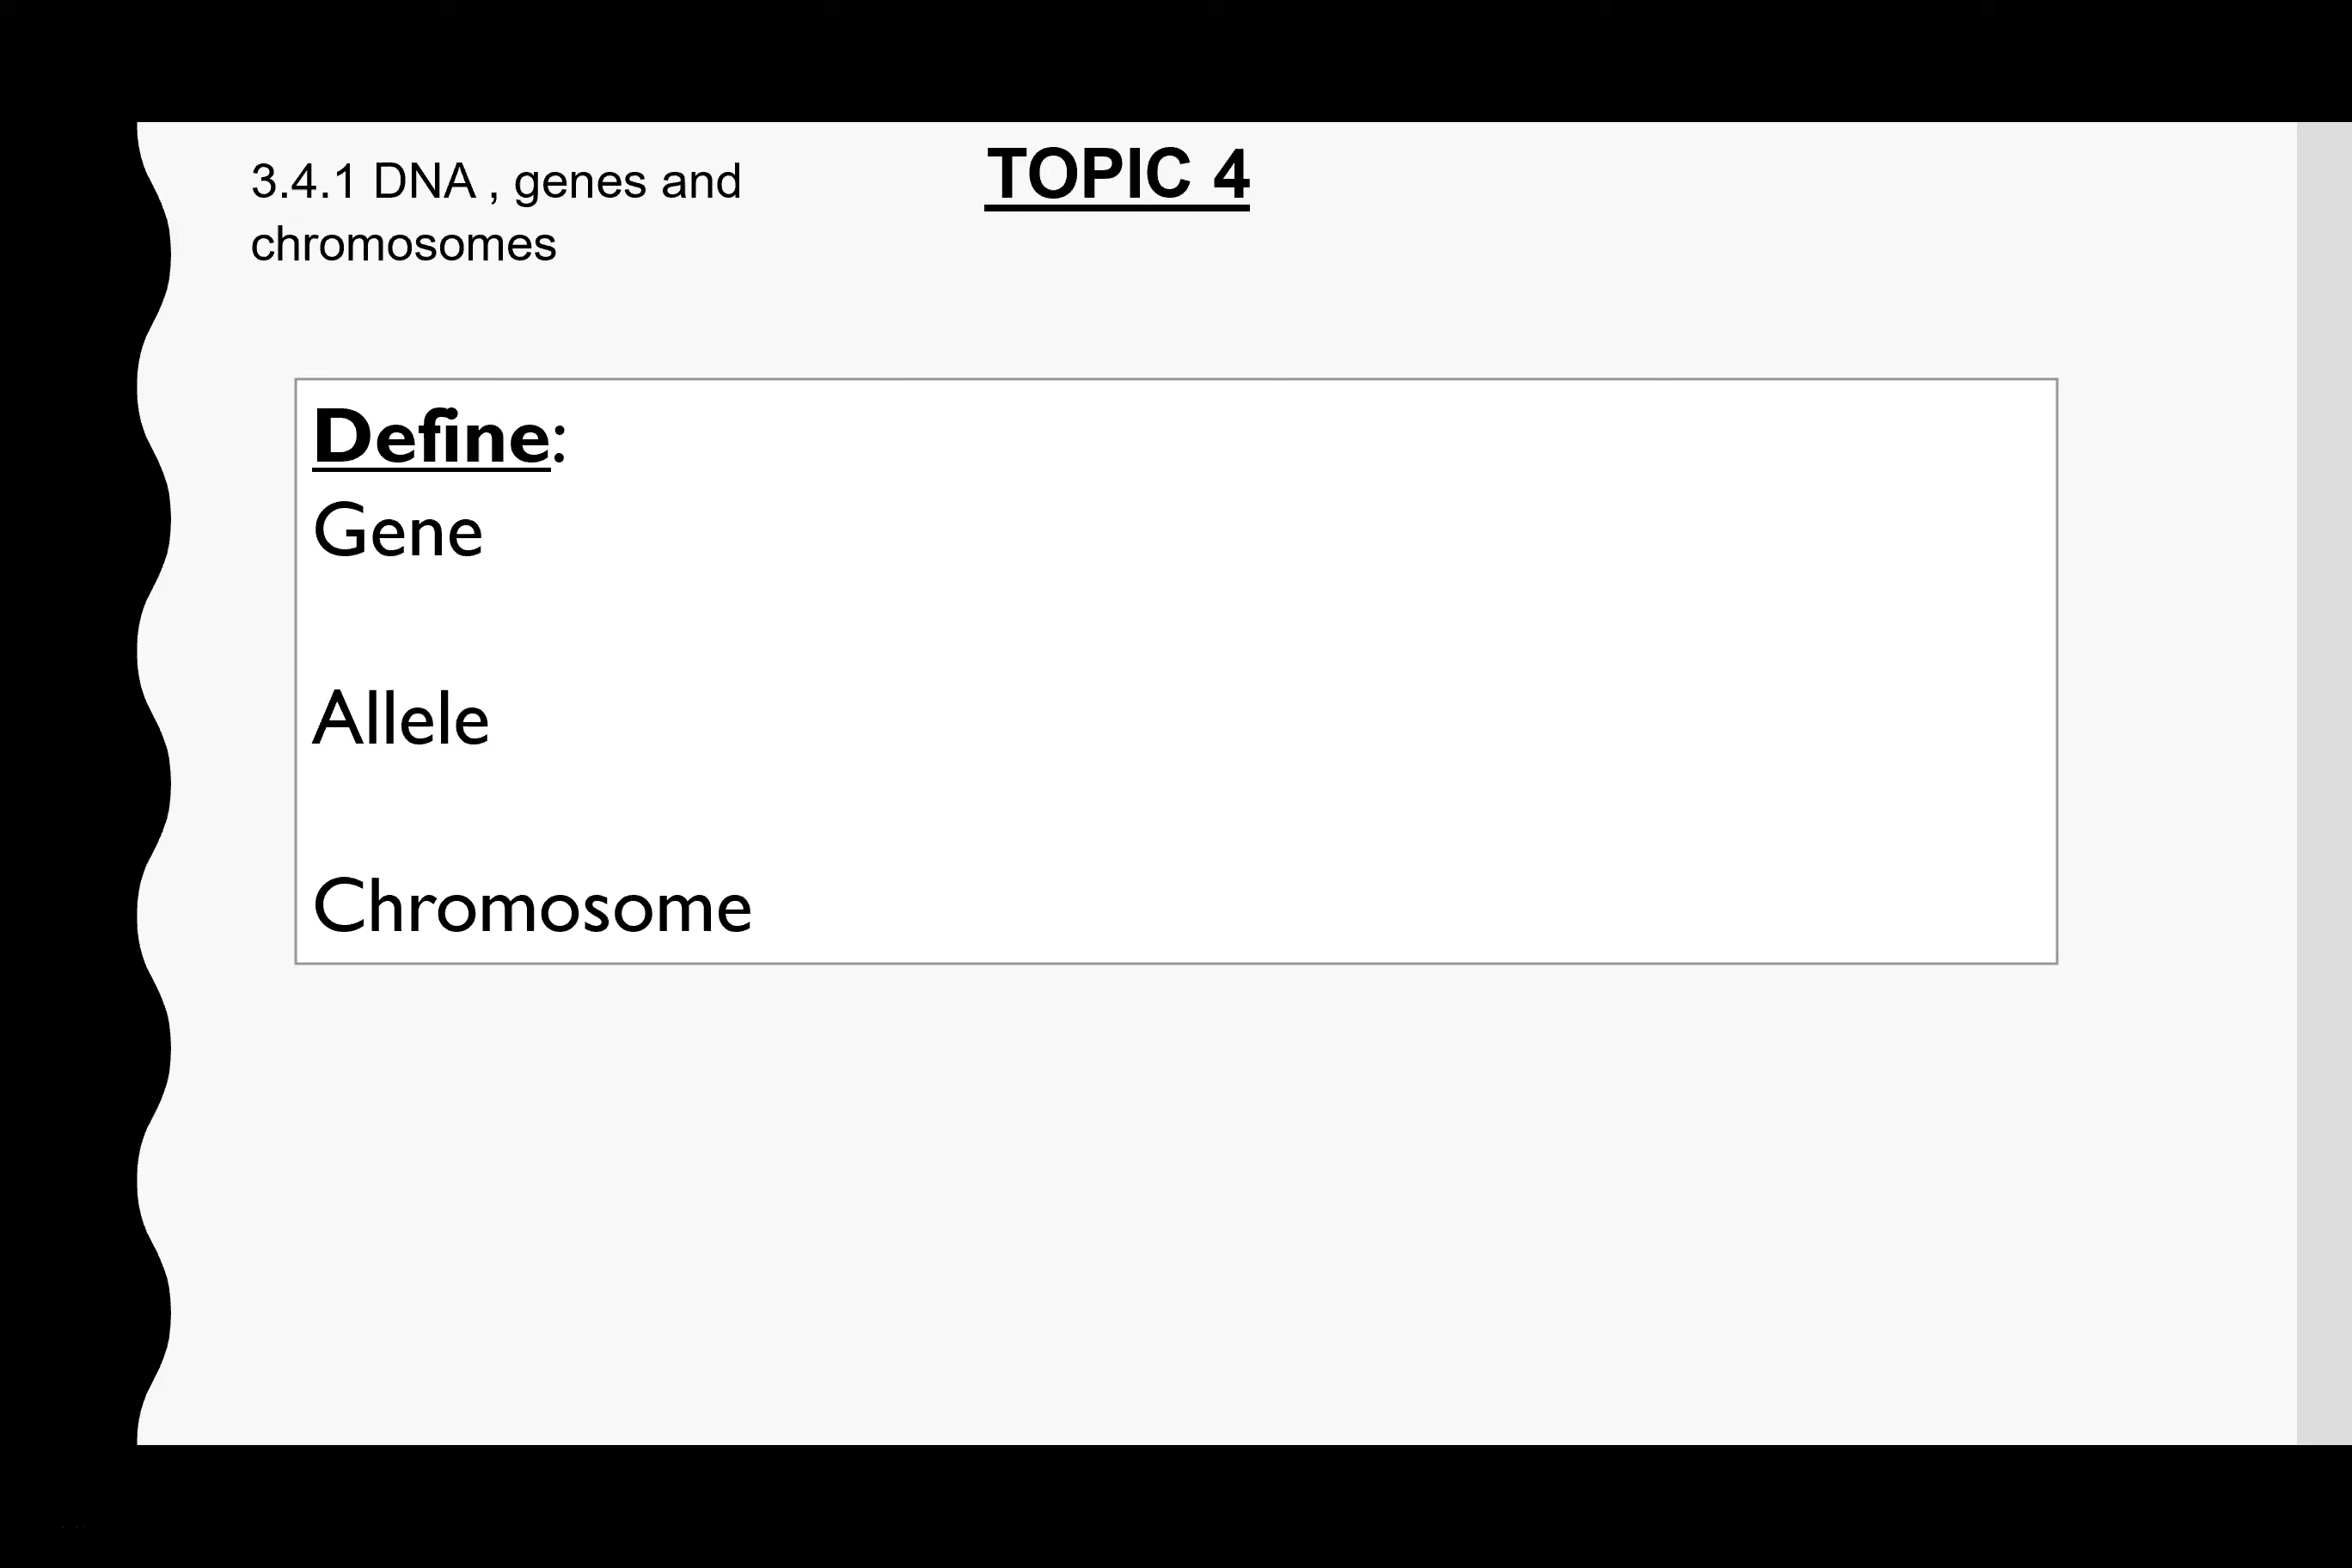 3.4.1 DNA , genes and
chromosomes
TOPIC 4
Define:
Gene
Allele
Chromosome